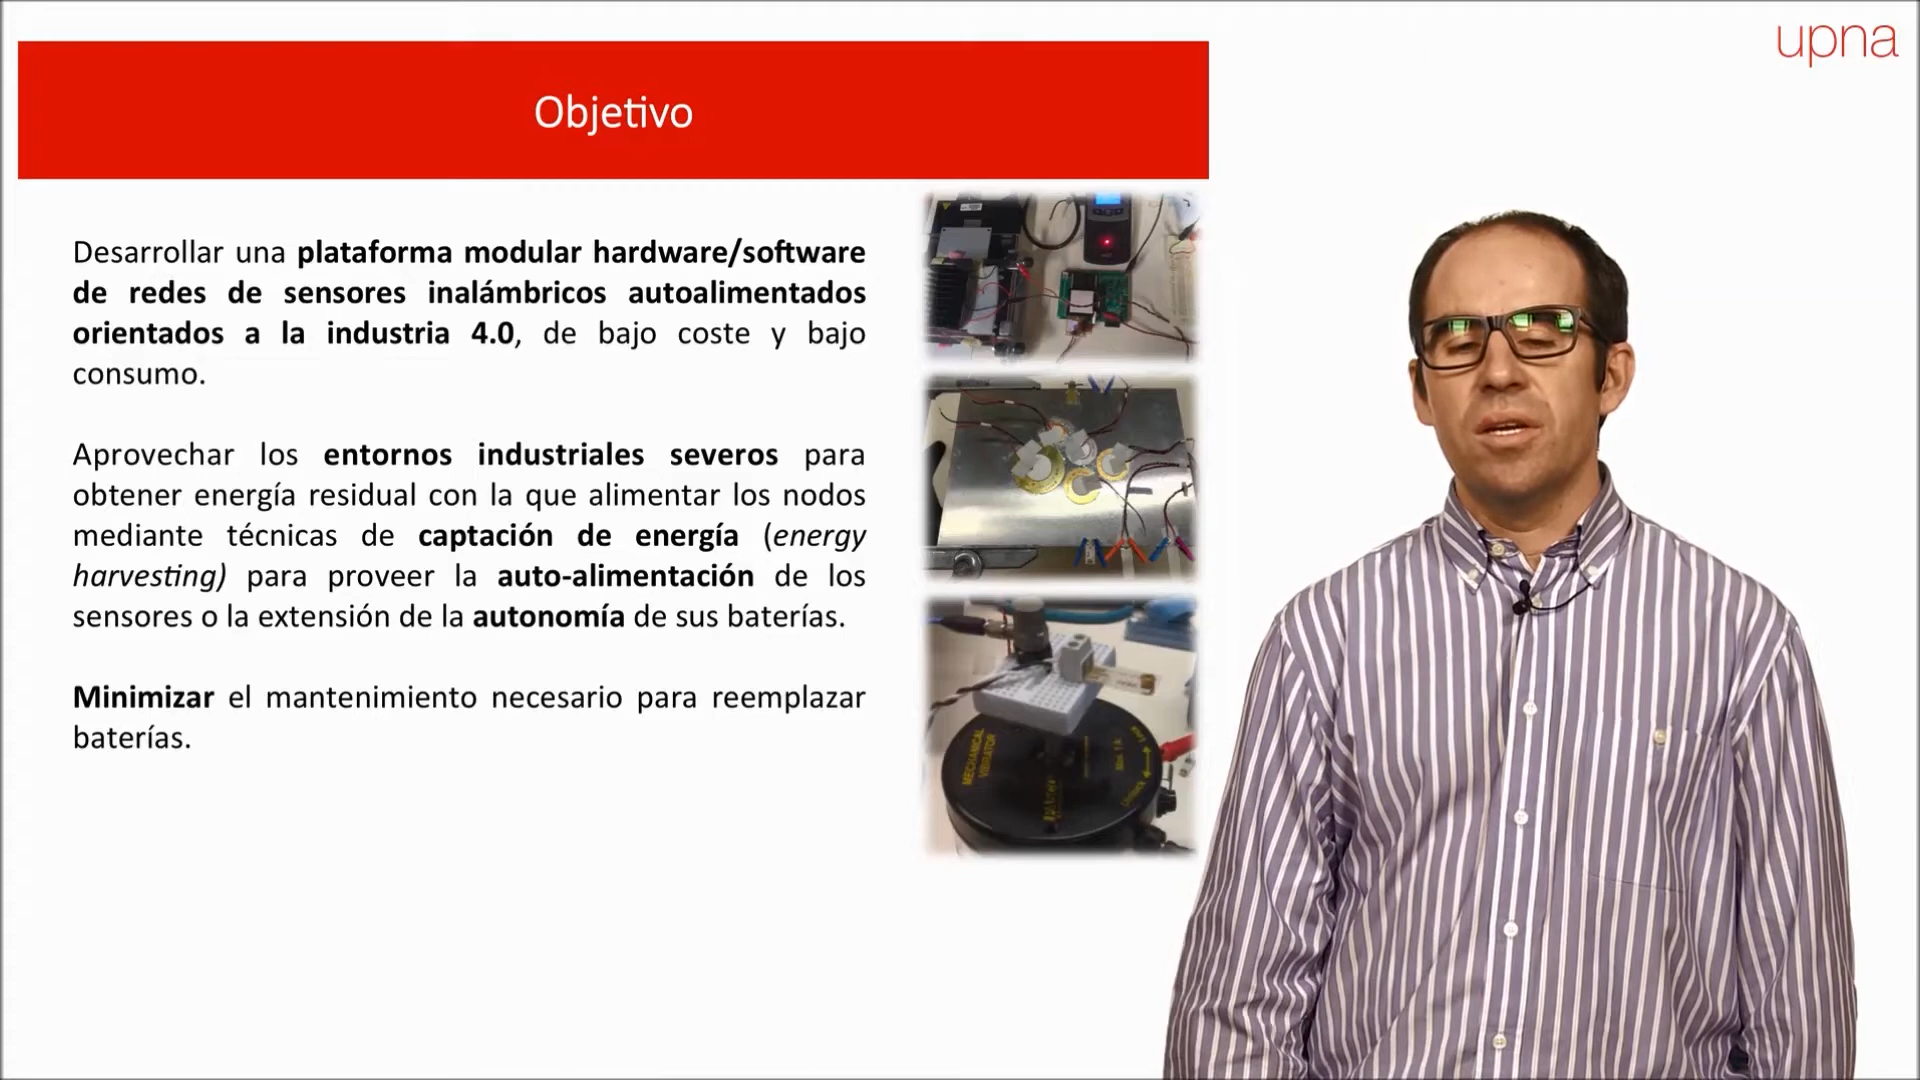 upna
Objetivo
Desarrollar una plataforma modular hardware/software
de redes de sensores inalámbricos autoalimentados
orientados a la industria 4.0, de bajo coste y bajo
consumo.
Aprovechar los entornos industriales severos para
obtener energía residual con la que alimentar los nodos
mediante técnicas de captación de energía (energy
harvesting) para proveer la auto-alimentación de los
sensores o la extensión de la autonomía de sus baterías.
Minimizar el mantenimiento necesario para reemplazar
baterías.
MECHANICAL
VIBRATOR